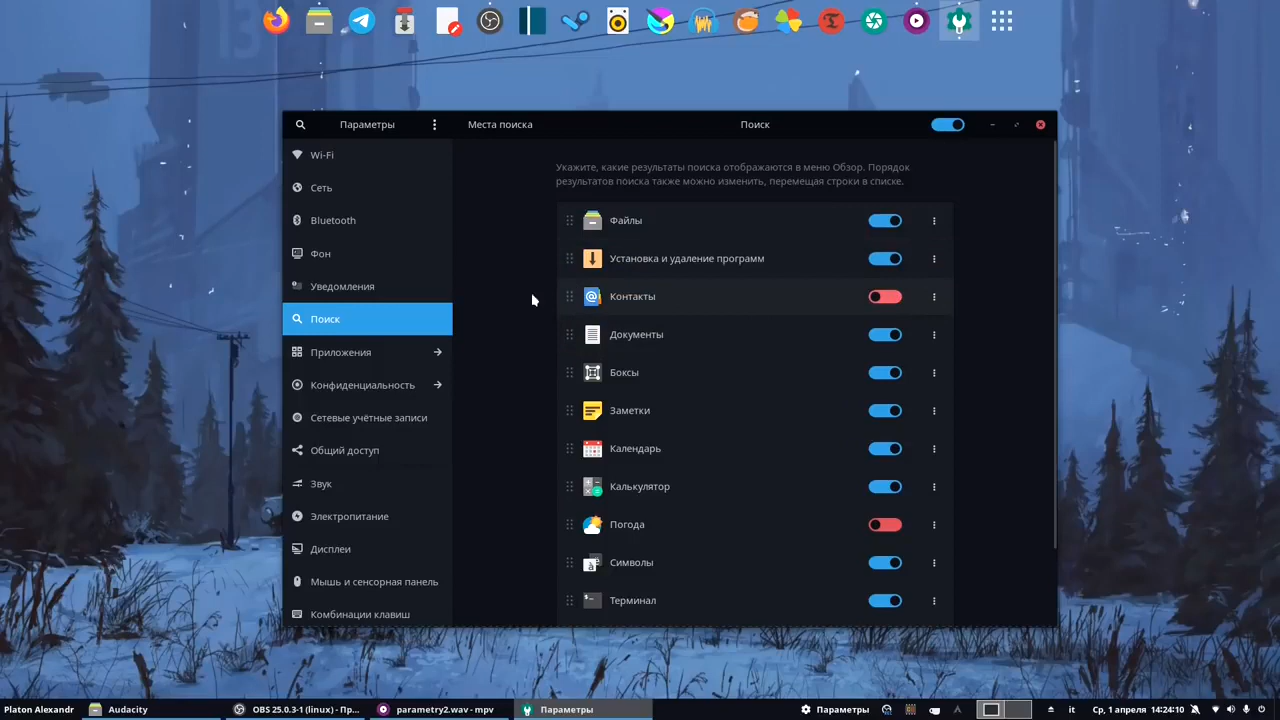 Параметры
Места поиска
Поиск
Wi-Fi
Сеть
Bluetooth
Фон
Уведомления
Поиск
Приложения
Конфиденциальность
Сетевые учётные записи
Общий доступ
Звук
Электропитание
Дисплеи
Мышь и сенсорная панель
Комбинации клавиш
Укажите, какие результаты поиска отображаются в меню Обзор. Порядок
результатов поиска также можно изменить, перемещая строки в списке.
Файлы
Установка и удаление программ
Контакты
Документы
Боксы
Заметки
Календарь
Калькулятор
Погода
Символы
Терминал
Platon Alexandr
Audacity
OBS 25.0.3-1 (linux) - Пр...
parametry2.wav - mpv
Параметры
Параметры
it
Ср, 1 апреля 14:24:10